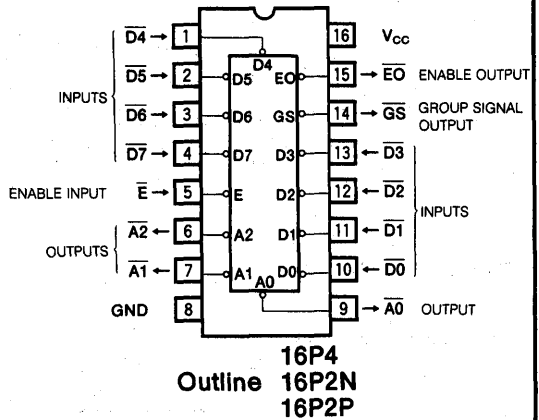 D4 1 16 VCC
D4
D5 2 D5 EO 15 EO ENABLE OUTPUT
INPUTS
D6 3 D6 GS 14 GS GROUP SIGNAL OUTPUT
D7 4 D7 D3 13 D3
ENABLE INPUT E 5 E D2 12 D2
INPUTS
A2 6 A2 D1 11 D1
OUTPUTS
A1 7 A1 D0 10 D0
A0
GND 8 9 A0 OUTPUT
16P4
Outline 16P2N
16P2P